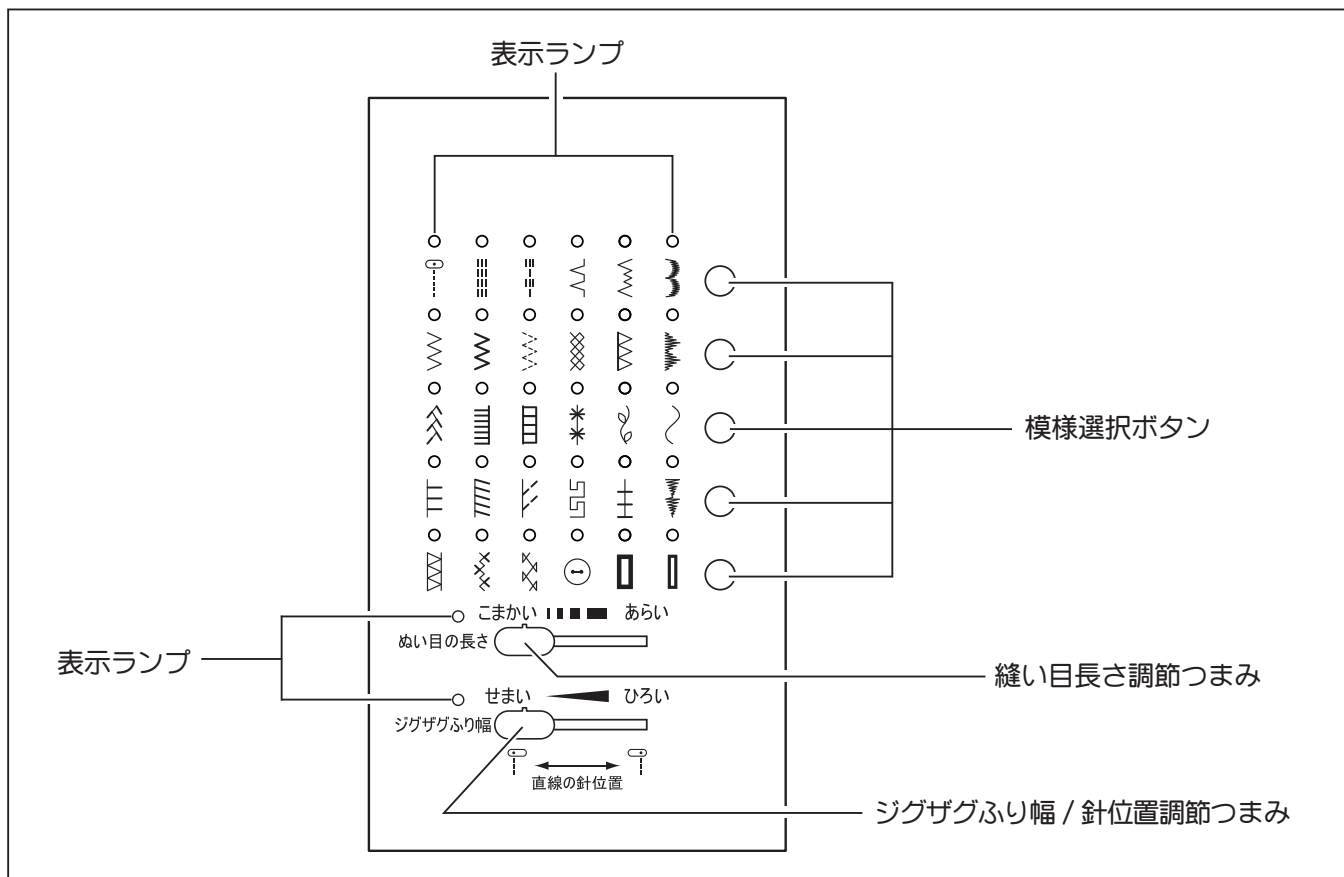 表示ランプ
模様選択ボタン
こまかい あらい
ぬい目の長さ
表示ランプ
縫い目長さ調節つまみ
せまい ひろい
ジグザグふり幅
直線の針位置
ジグザグふり幅 / 針位置調節つまみ